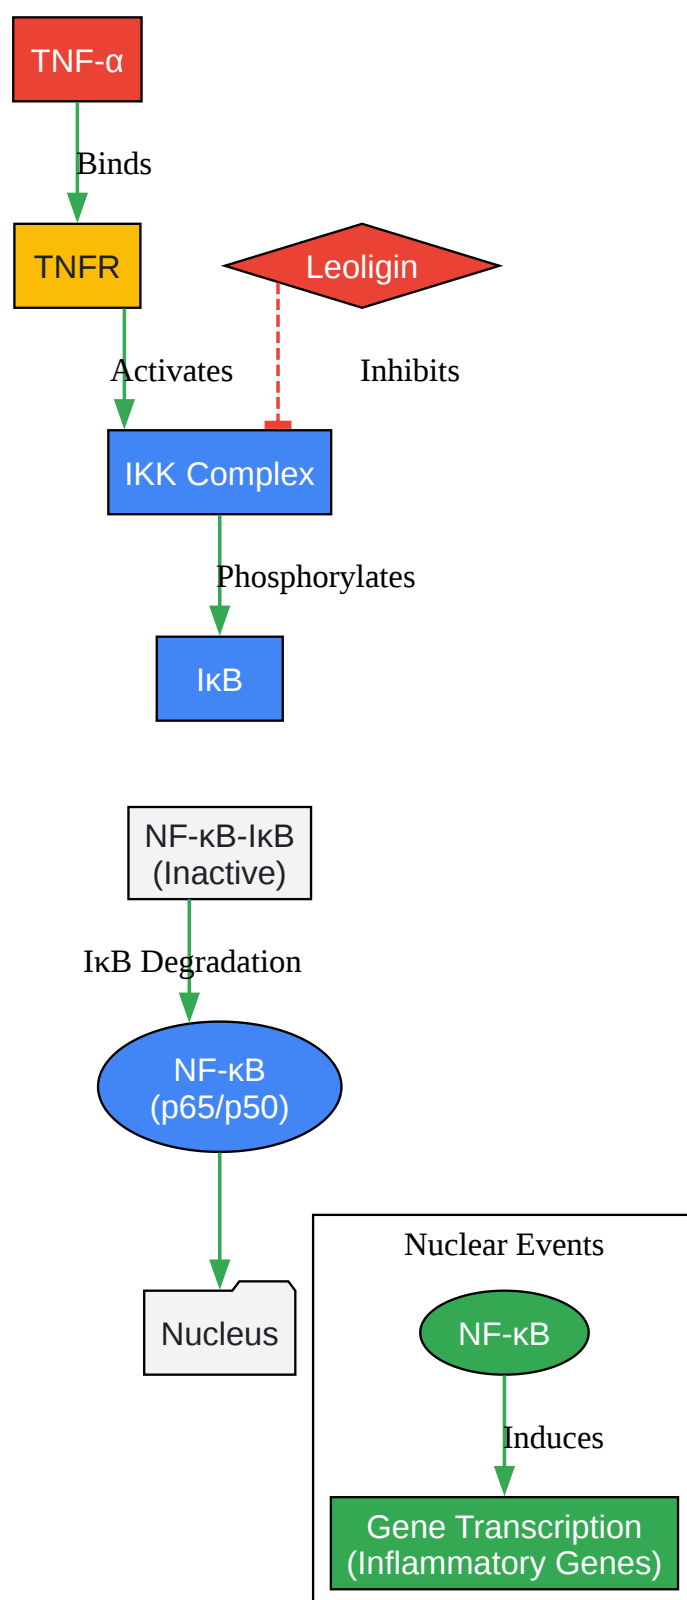 TNF-α
Binds
TNFR
Leoligin
Activates
Inhibits
IKK Complex
Phosphorylates
IκB
NF-κB-IκB
(Inactive)
IκB Degradation
NF-κB
(p65/p50)
Nuclear Events
Nucleus
NF-κB
Induces
Gene Transcription
(Inflammatory Genes)